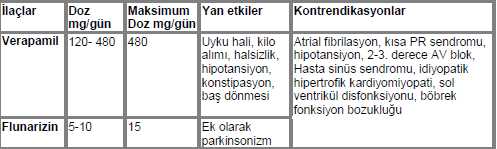 İlaçlar Doz mg/gün Maksimum Doz mg/gün Yan etkiler Kontrendikasyonlar
Verapamil 120- 480 480 Uyku hali, kilo alımı, halsizlik, hipotansiyon, konstipasyon, baş dönmesi Atrial fibrilasyon, kısa PR sendromu, hipotansiyon, 2-3. derece AV blok, Hasta sinüs sendromu, idiyopatik hipertrofik kardiyomiyopati, sol ventrikül disfonksiyonu, böbrek fonksiyon bozukluğu
Flunarizin 5-10 15 Ek olarak parkinsonizm